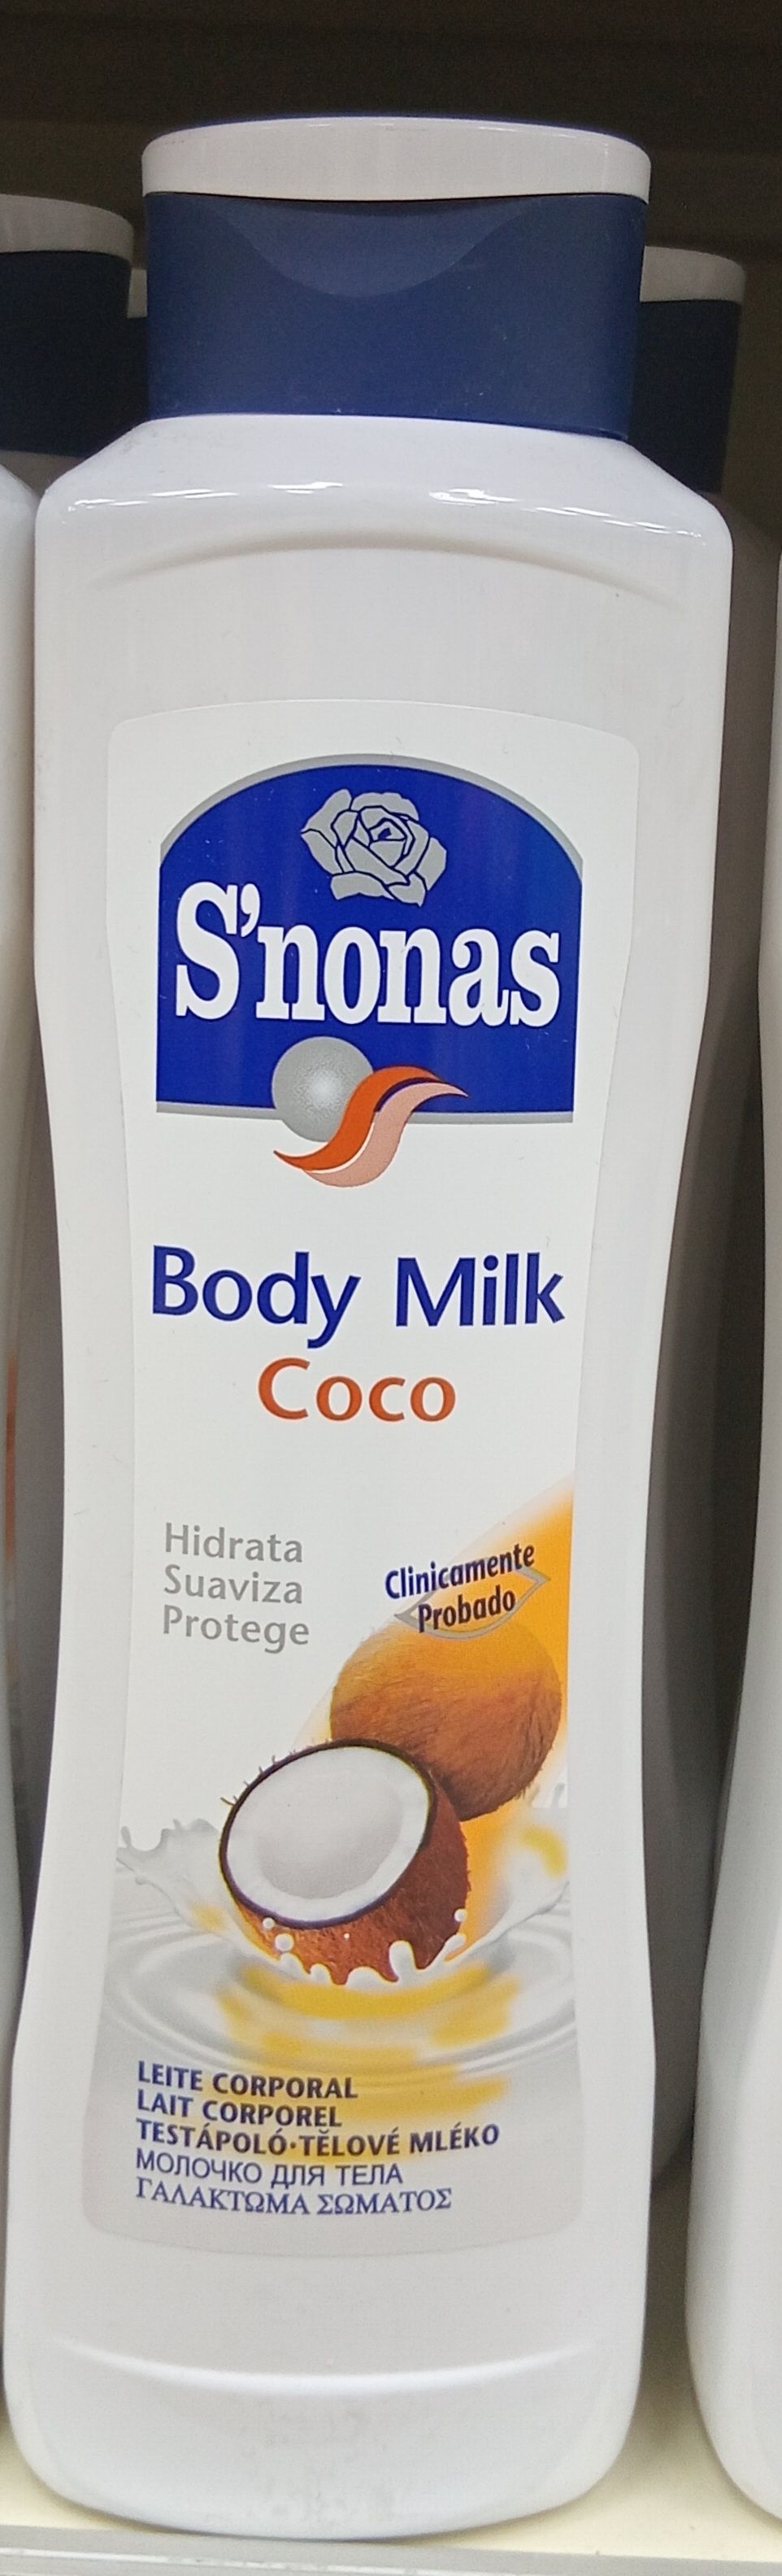 S'nonas
Body Milk
Coco
Hidrata
Suaviza
Protege
Clinicamente
Probado
LEITE CORPORAL
LAIT CORPOREL
TESTÁPOLÓ·TĚLOVÉ MLÉKO
МОЛОЧКО ДЛЯ ТЕЛА
ΓΑΛΑΚΤΩΜΑ ΣΩΜΑΤΟΣ